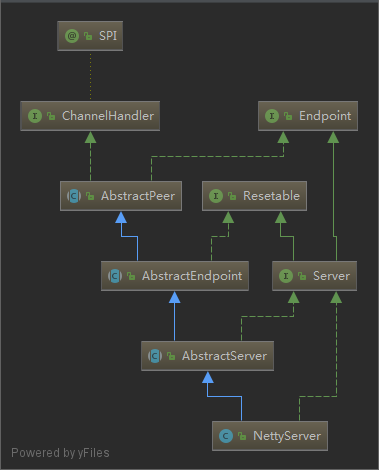 @ SPI
I ChannelHandler
I Endpoint
C AbstractPeer
I Resetable
C AbstractEndpoint
I Server
C AbstractServer
C NettyServer
Powered by yFiles